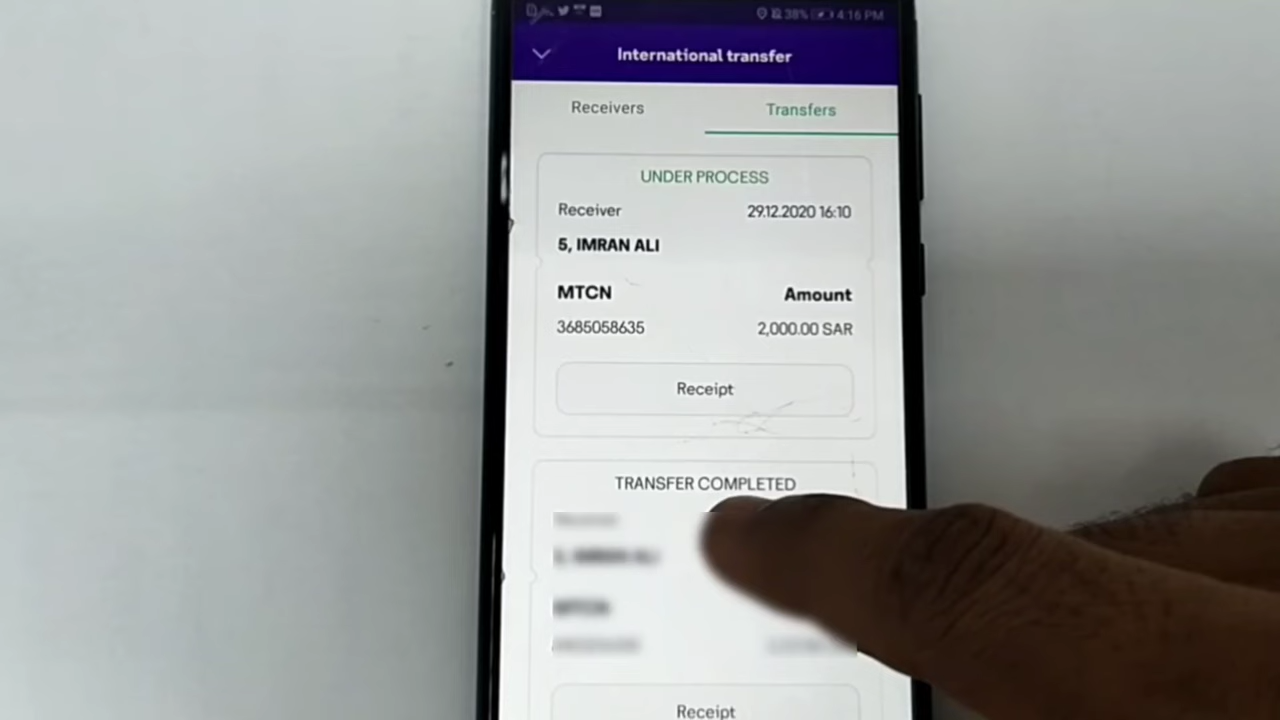 38% 4:16 PM
International transfer
Receivers Transfers
UNDER PROCESS
Receiver 29.12.2020 16:10
5, IMRAN ALI
MTCN Amount
3685058635 2,000.00 SAR
Receipt
TRANSFER COMPLETED
Receipt